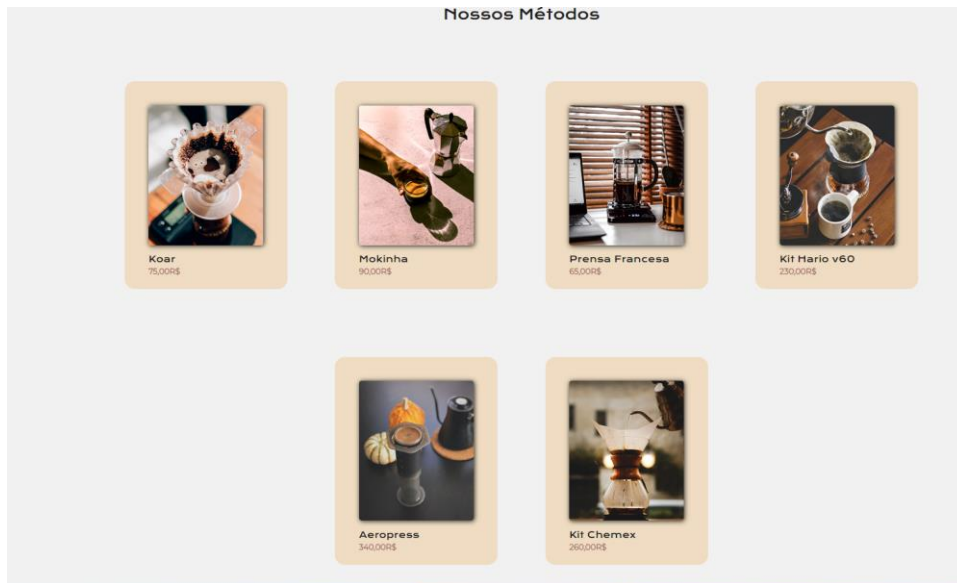 Nossos Métodos
Koar
75,00R$
Mokinha
90,00R$
Prensa Francesa
65,00R$
Kit Hario v60
230,00R$
Aeropress
340,00R$
Kit Chemex
260,00R$